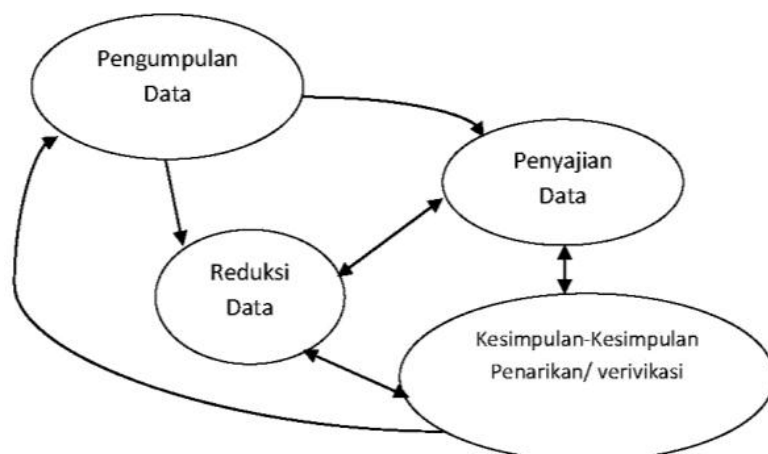 Pengumpulan
Data
Penyajian
Data
Reduksi
Data
Kesimpulan-Kesimpulan
Penarikan/ verivikasi